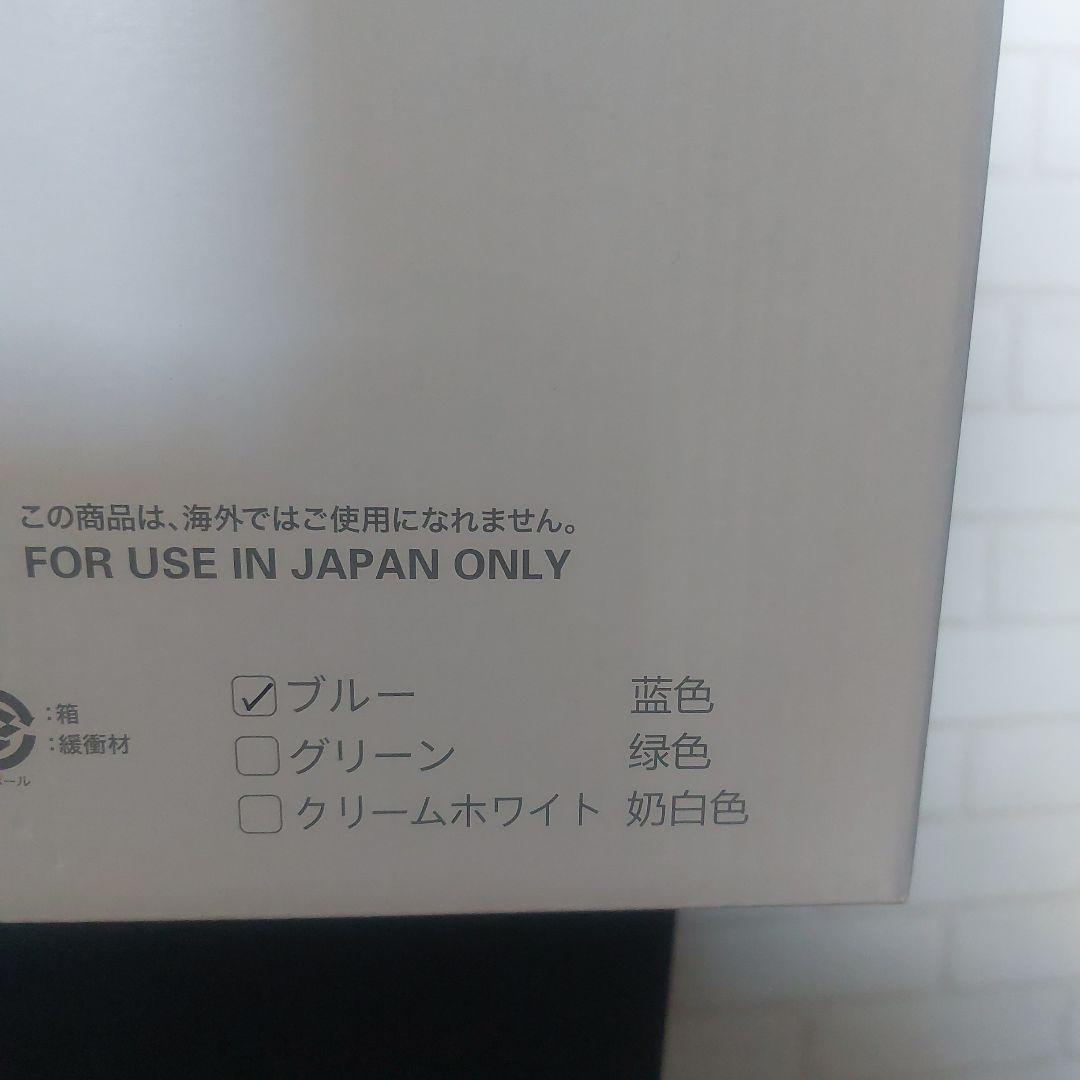 この商品は、海外ではご使用になれません。
FOR USE IN JAPAN ONLY
:箱
:緩衝材
ール
ブルー 蓝色
グリーン 绿色
クリームホワイト 奶白色